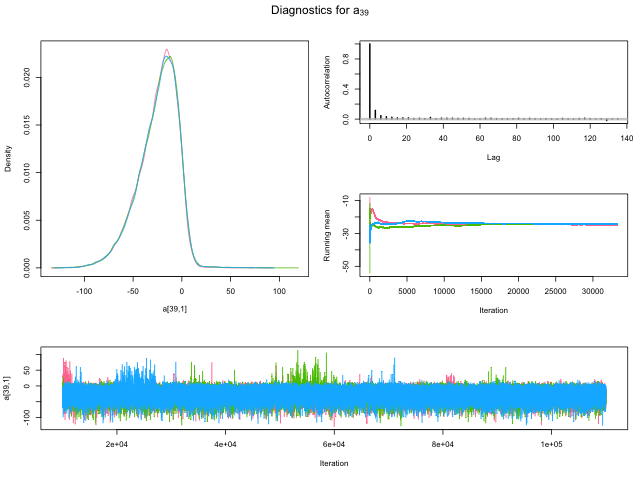 Diagnostics for a39
Density
0.000 0.005 0.010 0.015 0.020
-100 -50 0 50 100
a[39,1]
Autocorrelation
0.0 0.4 0.8
0 20 40 60 80 100 120 140
Lag
Running mean
-50 -30 -10
0 5000 10000 15000 20000 25000 30000
Iteration
a[39,1]
-100 0 50
2e+04 4e+04 6e+04 8e+04 1e+05
Iteration